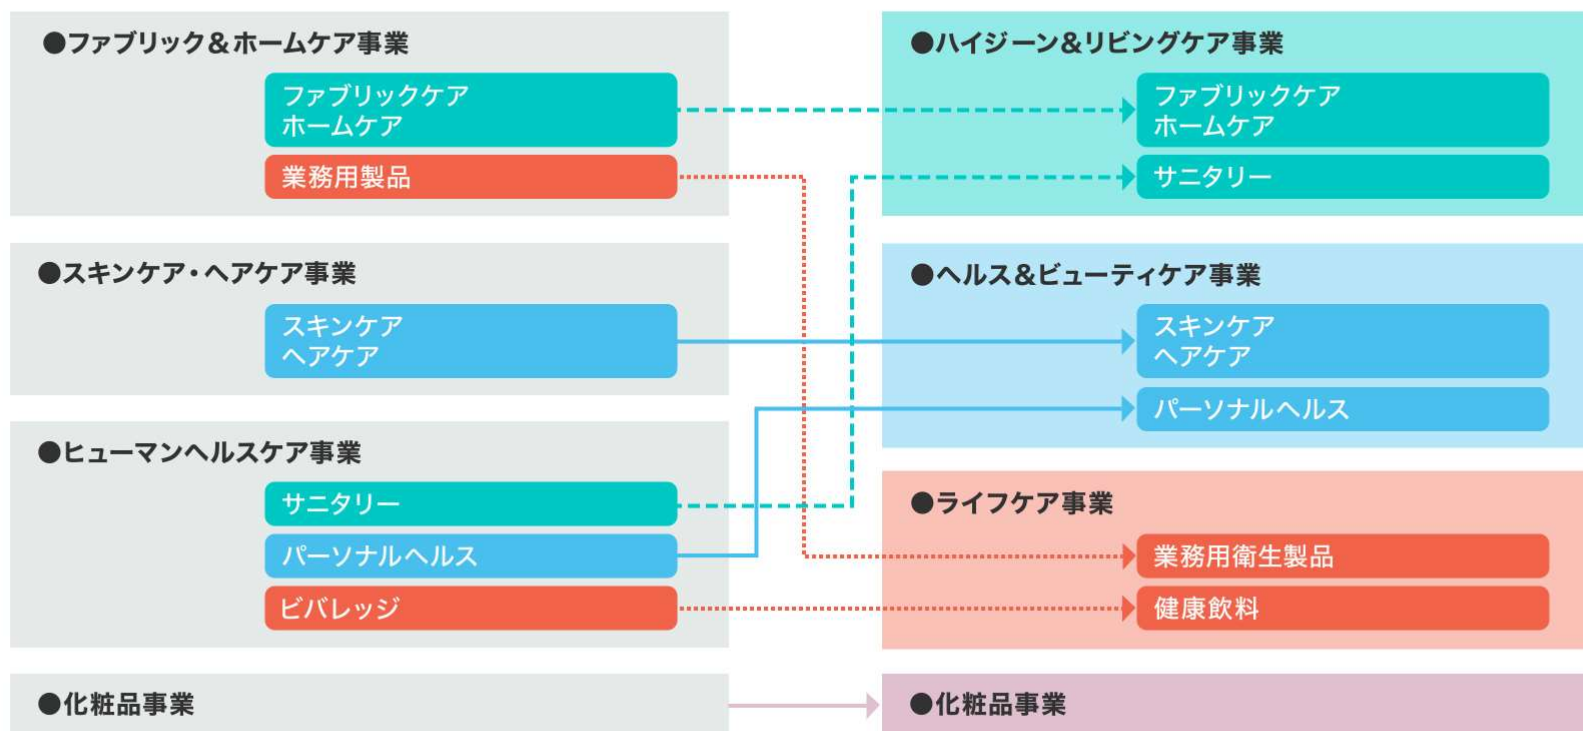 ●ファブリック&ホームケア事業
ファブリックケア
ホームケア
業務用製品
●スキンケア・ヘアケア事業
スキンケア
ヘアケア
●ヒューマンヘルスケア事業
サニタリー
パーソナルヘルス
ビバレッジ
●化粧品事業
●ハイジーン&リビングケア事業
ファブリックケア
ホームケア
サニタリー
●ヘルス&ビューティケア事業
スキンケア
ヘアケア
パーソナルヘルス
●ライフケア事業
業務用衛生製品
健康飲料
●化粧品事業